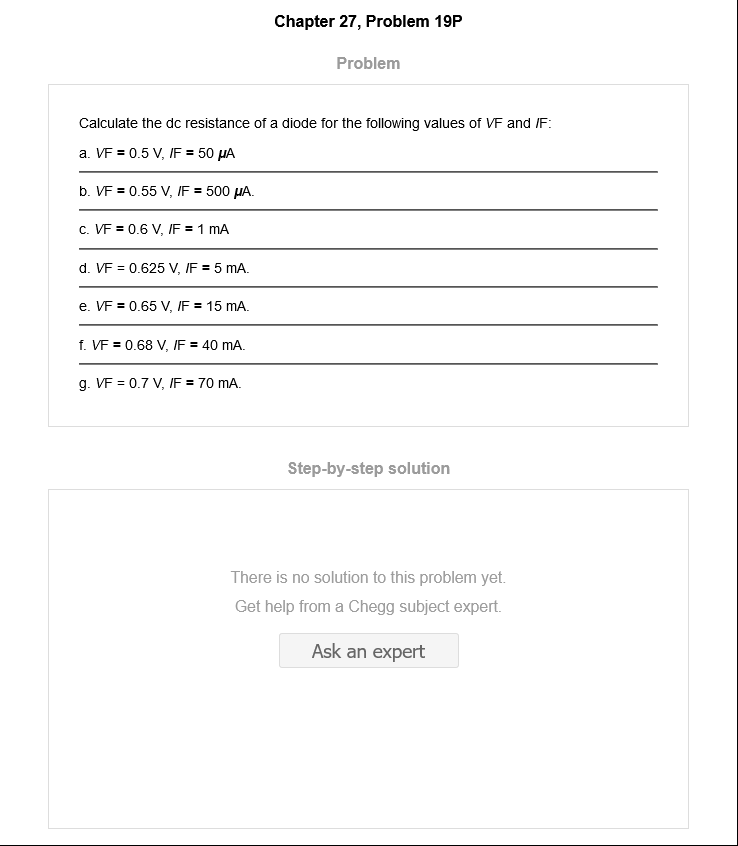 Chapter 27, Problem 19P
Problem
Calculate the dc resistance of a diode for the following values of VF and IF:
a. VF = 0.5 V, IF = 50 μA
b. VF = 0.55 V, IF = 500 μA.
c. VF = 0.6 V, IF = 1 mA
d. VF = 0.625 V, IF = 5 mA.
e. VF = 0.65 V, IF = 15 mA.
f. VF = 0.68 V, IF = 40 mA.
g. VF = 0.7 V, IF = 70 mA.
Step-by-step solution
There is no solution to this problem yet.
Get help from a Chegg subject expert.
Ask an expert